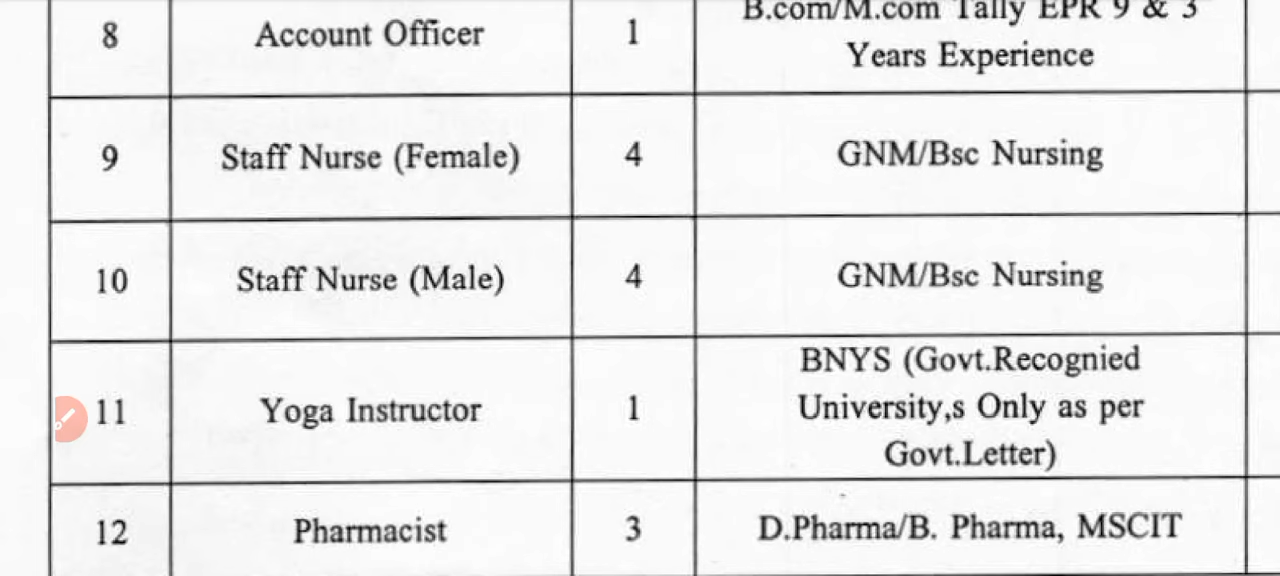 8 Account Officer 1 B.com/M.com Tally EPR 9 & 3
Years Experience
9 Staff Nurse (Female) 4 GNM/Bsc Nursing
10 Staff Nurse (Male) 4 GNM/Bsc Nursing
BNYS (Govt.Recognied
11 Yoga Instructor 1 University,s Only as per
Govt.Letter)
12 Pharmacist 3 D.Pharma/B. Pharma, MSCIT